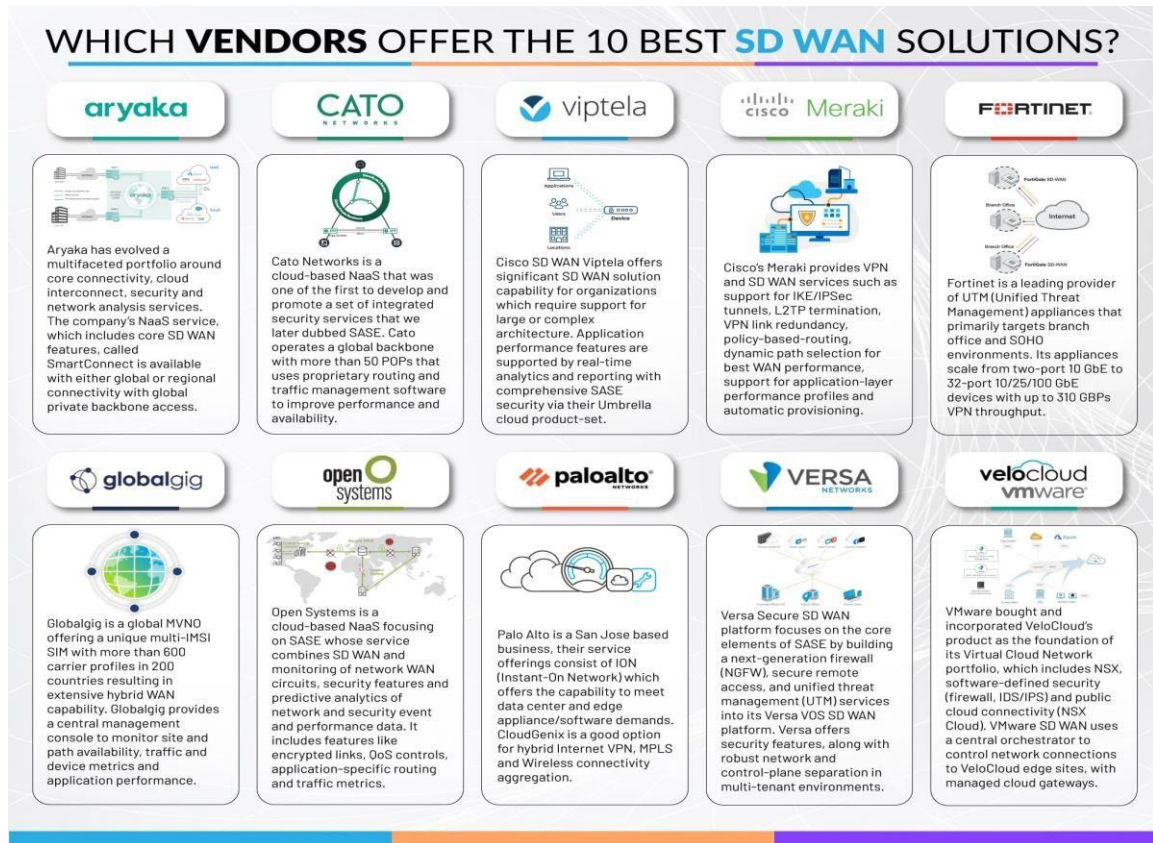 WHICH VENDORS OFFER THE 10 BEST SD WAN SOLUTIONS?
aryaka
CATO
NETWORKS
viptela
CISCO Meraki
FORTINET
aryaka
Aryaka has evolved a
multifaceted portfolio around
core connectivity, cloud
interconnect, security and
network analysis services.
The company's NaaS service,
which includes core SD WAN
features, called
SmartConnect is available
with either global or regional
connectivity with global
private backbone access.
Cato Networks is a
cloud-based NaaS that was
one of the first to develop and
promote a set of integrated
security services that we
later dubbed SASE. Cato
operates a global backbone
with more than 50 POPs that
uses proprietary routing and
traffic management software
to improve performance and
availability.
Applications
Users
Locations
Device
Cisco SD WAN Viptela offers
significant SD WAN solution
capability for organizations
which require support for
large or complex
architecture. Application
performance features are
supported by real-time
analytics and reporting with
comprehensive SASE
security via their Umbrella
cloud product-set.
Cisco's Meraki provides VPN
and SD WAN services such as
support for IKE/IPSec
tunnels, L2TP termination,
VPN link redundancy,
policy-based-routing,
dynamic path selection for
best WAN performance,
support for application-layer
performance profiles and
automatic provisioning.
FortiGate SD-WAN
Branch Office
Internet
Branch Office
FortiGate SD-WAN
Fortinet is a leading provider
of UTM (Unified Threat
Management) appliances that
primarily targets branch
office and SOHO
environments. Its appliances
scale from two-port 10 GbE to
32-port 10/25/100 GbE
devices with up to 310 GBPs
VPN throughput.
globalgig
open
systems
paloalto
NETWORKS
VERSA
NETWORKS
velocloud
vmware
Globalgig is a global MVNO
offering a unique multi-IMSI
SIM with more than 600
carrier profiles in 200
countries resulting in
extensive hybrid WAN
capability. Globalgig provides
a central management
console to monitor site and
path availability, traffic and
device metrics and
application performance.
Open Systems is a
cloud-based NaaS focusing
on SASE whose service
combines SD WAN and
monitoring of network WAN
circuits, security features and
predictive analytics of
network and security event
and performance data. It
includes features like
encrypted links, QoS controls,
application-specific routing
and traffic metrics.
Palo Alto is a San Jose based
business, their service
offerings consist of ION
(Instant-On Network) which
offers the capability to meet
data center and edge
appliance/software demands.
CloudGenix is a good option
for hybrid Internet VPN, MPLS
and Wireless connectivity
aggregation.
Versa Secure SD WAN
platform focuses on the core
elements of SASE by building
a next-generation firewall
(NGFW), secure remote
access, and unified threat
management (UTM) services
into its Versa VOS SD WAN
platform. Versa offers
security features, along with
robust network and
control-plane separation in
multi-tenant environments.
VMware bought and
incorporated VeloCloud's
product as the foundation of
its Virtual Cloud Network
portfolio, which includes NSX,
software-defined security
(firewall, IDS/IPS) and public
cloud connectivity (NSX
Cloud). VMware SD WAN uses
a central orchestrator to
control network connections
to VeloCloud edge sites, with
managed cloud gateways.